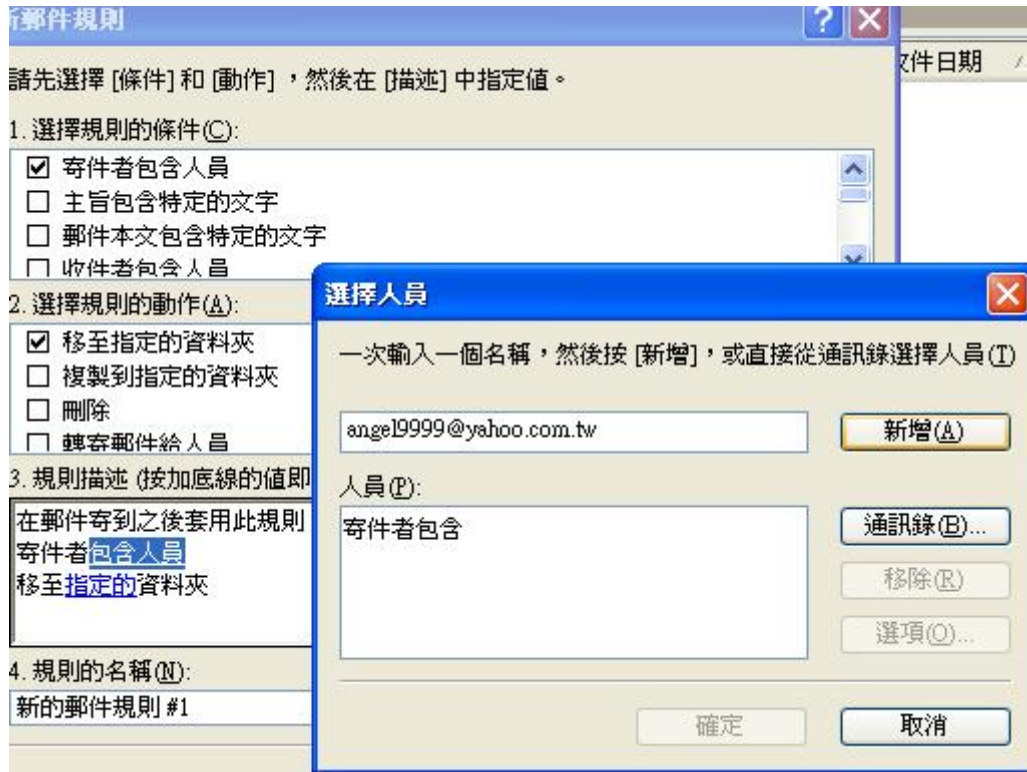 新郵件規則
收件日期
請先選擇 [條件] 和 [動作] ，然後在 [描述] 中指定值。
1. 選擇規則的條件(C):
寄件者包含人員
主旨包含特定的文字
郵件本文包含特定的文字
收件者包含人員
2. 選擇規則的動作(A):
移至指定的資料夾
複製到指定的資料夾
刪除
轉寄郵件給人員
3. 規則描述 (按加底線的值即
在郵件寄到之後套用此規則
寄件者包含人員
移至指定的資料夾
4. 規則的名稱(N):
新的郵件規則 #1
選擇人員
一次輸入一個名稱，然後按 [新增]，或直接從通訊錄選擇人員(T)
angel9999@yahoo.com.tw
新增(A)
人員(P):
寄件者包含
通訊錄(B)...
移除(R)
選項(O)...
確定
取消